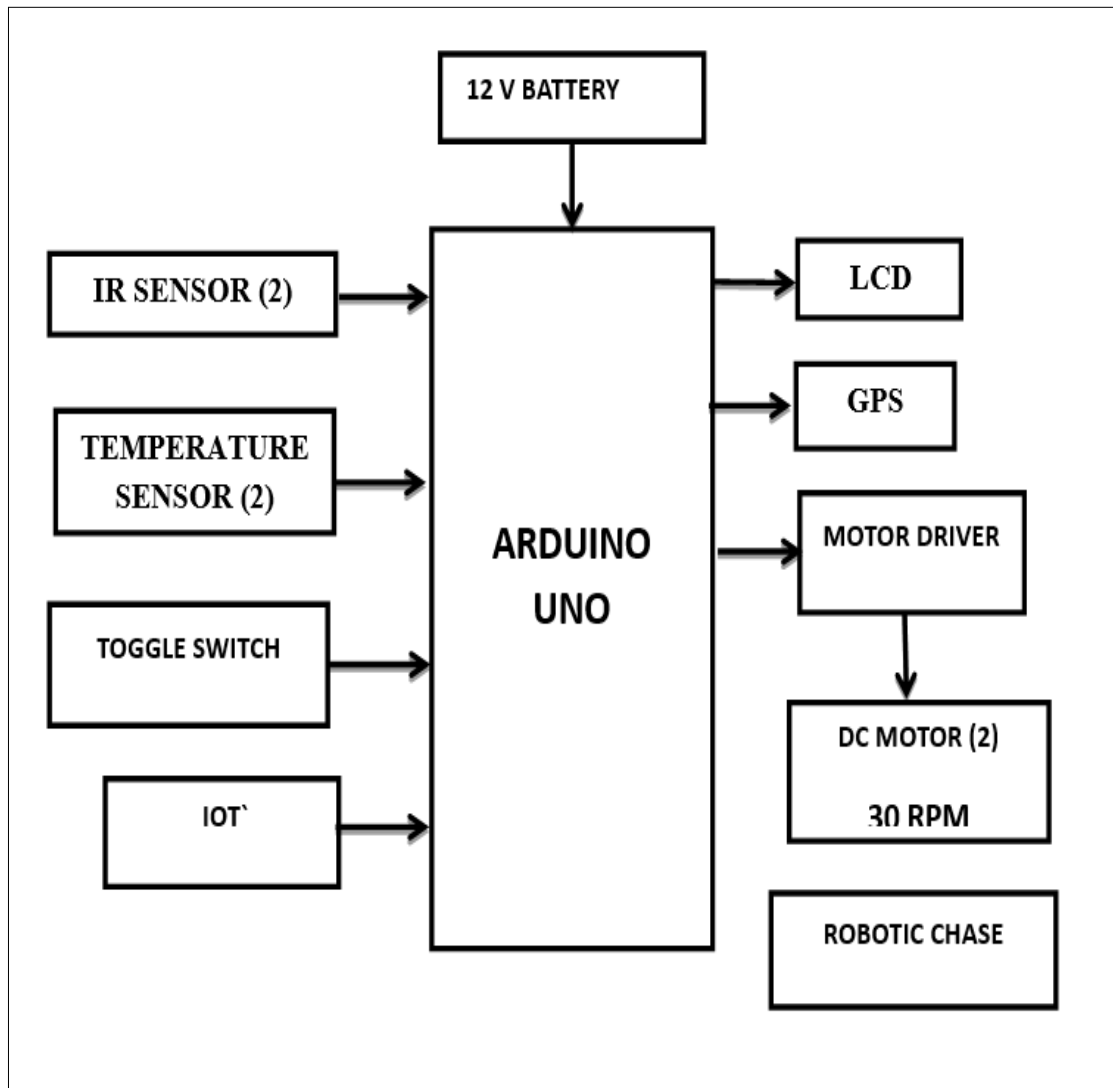 12 V BATTERY
IR SENSOR (2)
LCD
GPS
TEMPERATURE
SENSOR (2)
MOTOR DRIVER
ARDUINO
UNO
TOGGLE SWITCH
DC MOTOR (2)
30 RPM
IOT`
ROBOTIC CHASE